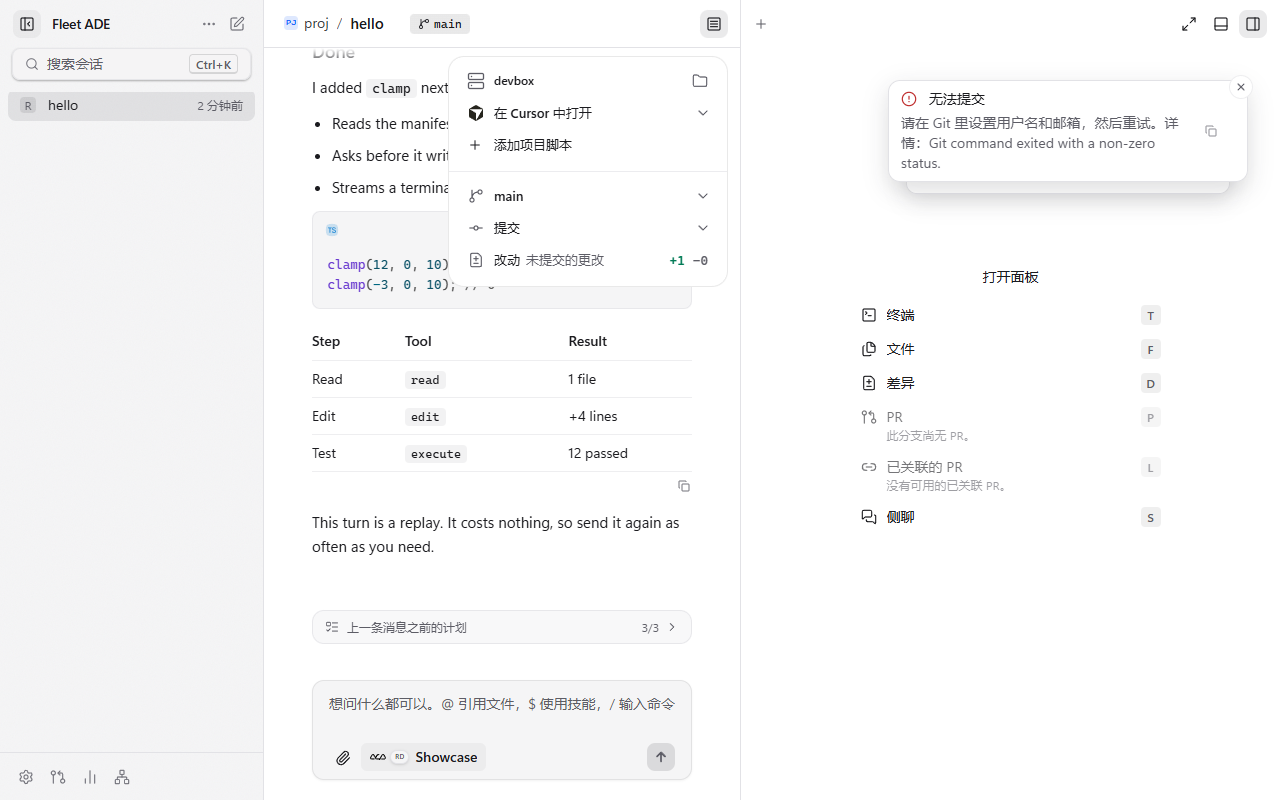 Fleet ADE
搜索会话
Ctrl+K
R hello 2 分钟前
PJ proj / hello main
Done
I added clamp next
Reads the manifes
Asks before it writ
Streams a termina
TS
clamp(12, 0, 10)
clamp(−3, 0, 10);
devbox
在 Cursor 中打开
添加项目脚本
main
提交
改动 未提交的更改 +1 −0
Step Tool Result
Read read 1 file
Edit edit +4 lines
Test execute 12 passed
This turn is a replay. It costs nothing, so send it again as
often as you need.
上一条消息之前的计划 3/3
想问什么都可以。@ 引用文件，$ 使用技能，/ 输入命令
RD Showcase
无法提交
请在 Git 里设置用户名和邮箱，然后重试。详
情：Git command exited with a non-zero
status.
打开面板
终端 T
文件 F
差异 D
PR P
此分支尚无 PR。
已关联的 PR L
没有可用的已关联 PR。
侧聊 S